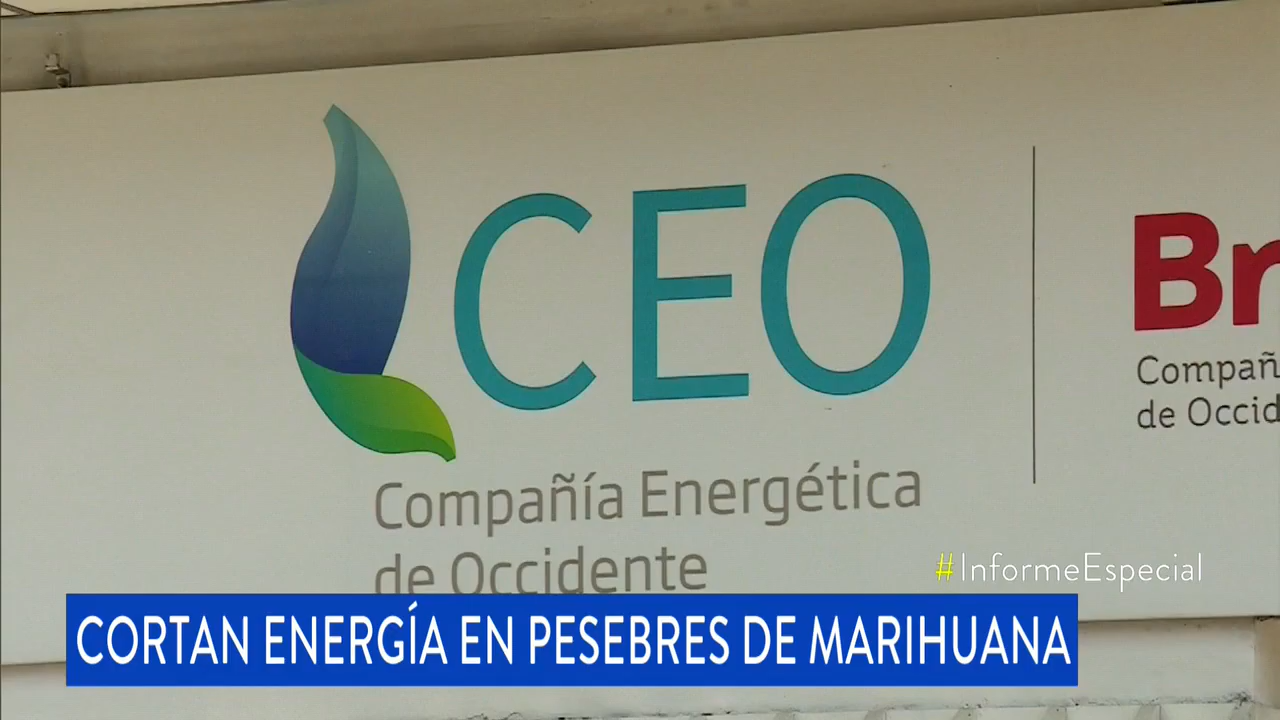 CEO
Compañía Energética
de Occidente
Br
Compañ
de Occid
#InformeEspecial
CORTAN ENERGÍA EN PESEBRES DE MARIHUANA